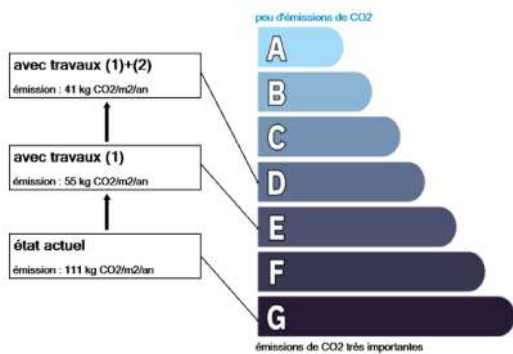 peu d'émissions de CO2
avec travaux (1)+(2)
émission : 41 kg CO2/m2/an
avec travaux (1)
émission : 55 kg CO2/m2/an
état actuel
émission : 111 kg CO2/m2/an
A
B
C
D
E
F
G
émissions de CO2 très importantes